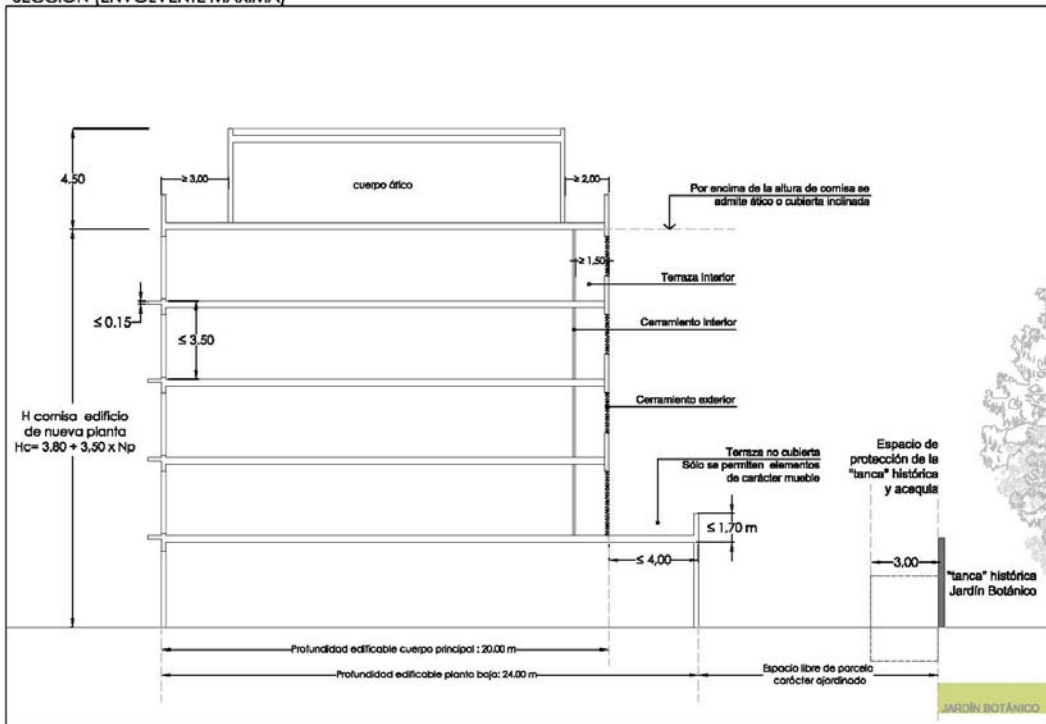 SECCIÓN (ENVOLVENTE MÁXIMA)
4.50
≥ 3,00
cuerpo ático
≥ 2,00
Por encima de la altura de cornisa se
admite ático o cubierta inclinada
≥ 1,50
Terraza interior
≤ 0.15
≤ 3,50
Cerramiento interior
H cornisa edificio
de nueva planta
Hc= 3.80 + 3,50 x Np
Cerramiento exterior
Terraza no cubierta
Sólo se permiten elementos
de carácter mueble
Espacio de
protección de la
"tanca" histórica
y acequia
≤ 1,70 m
≤ 4,00
3,00
"tanca" histórica
Jardín Botánico
Profundidad edificable cuerpo principal : 20.00 m
Profundidad edificable planta baja: 24.00 m
Espacio libre de parcela
carácter ajardinado
JARDÍN BOTÁNICO